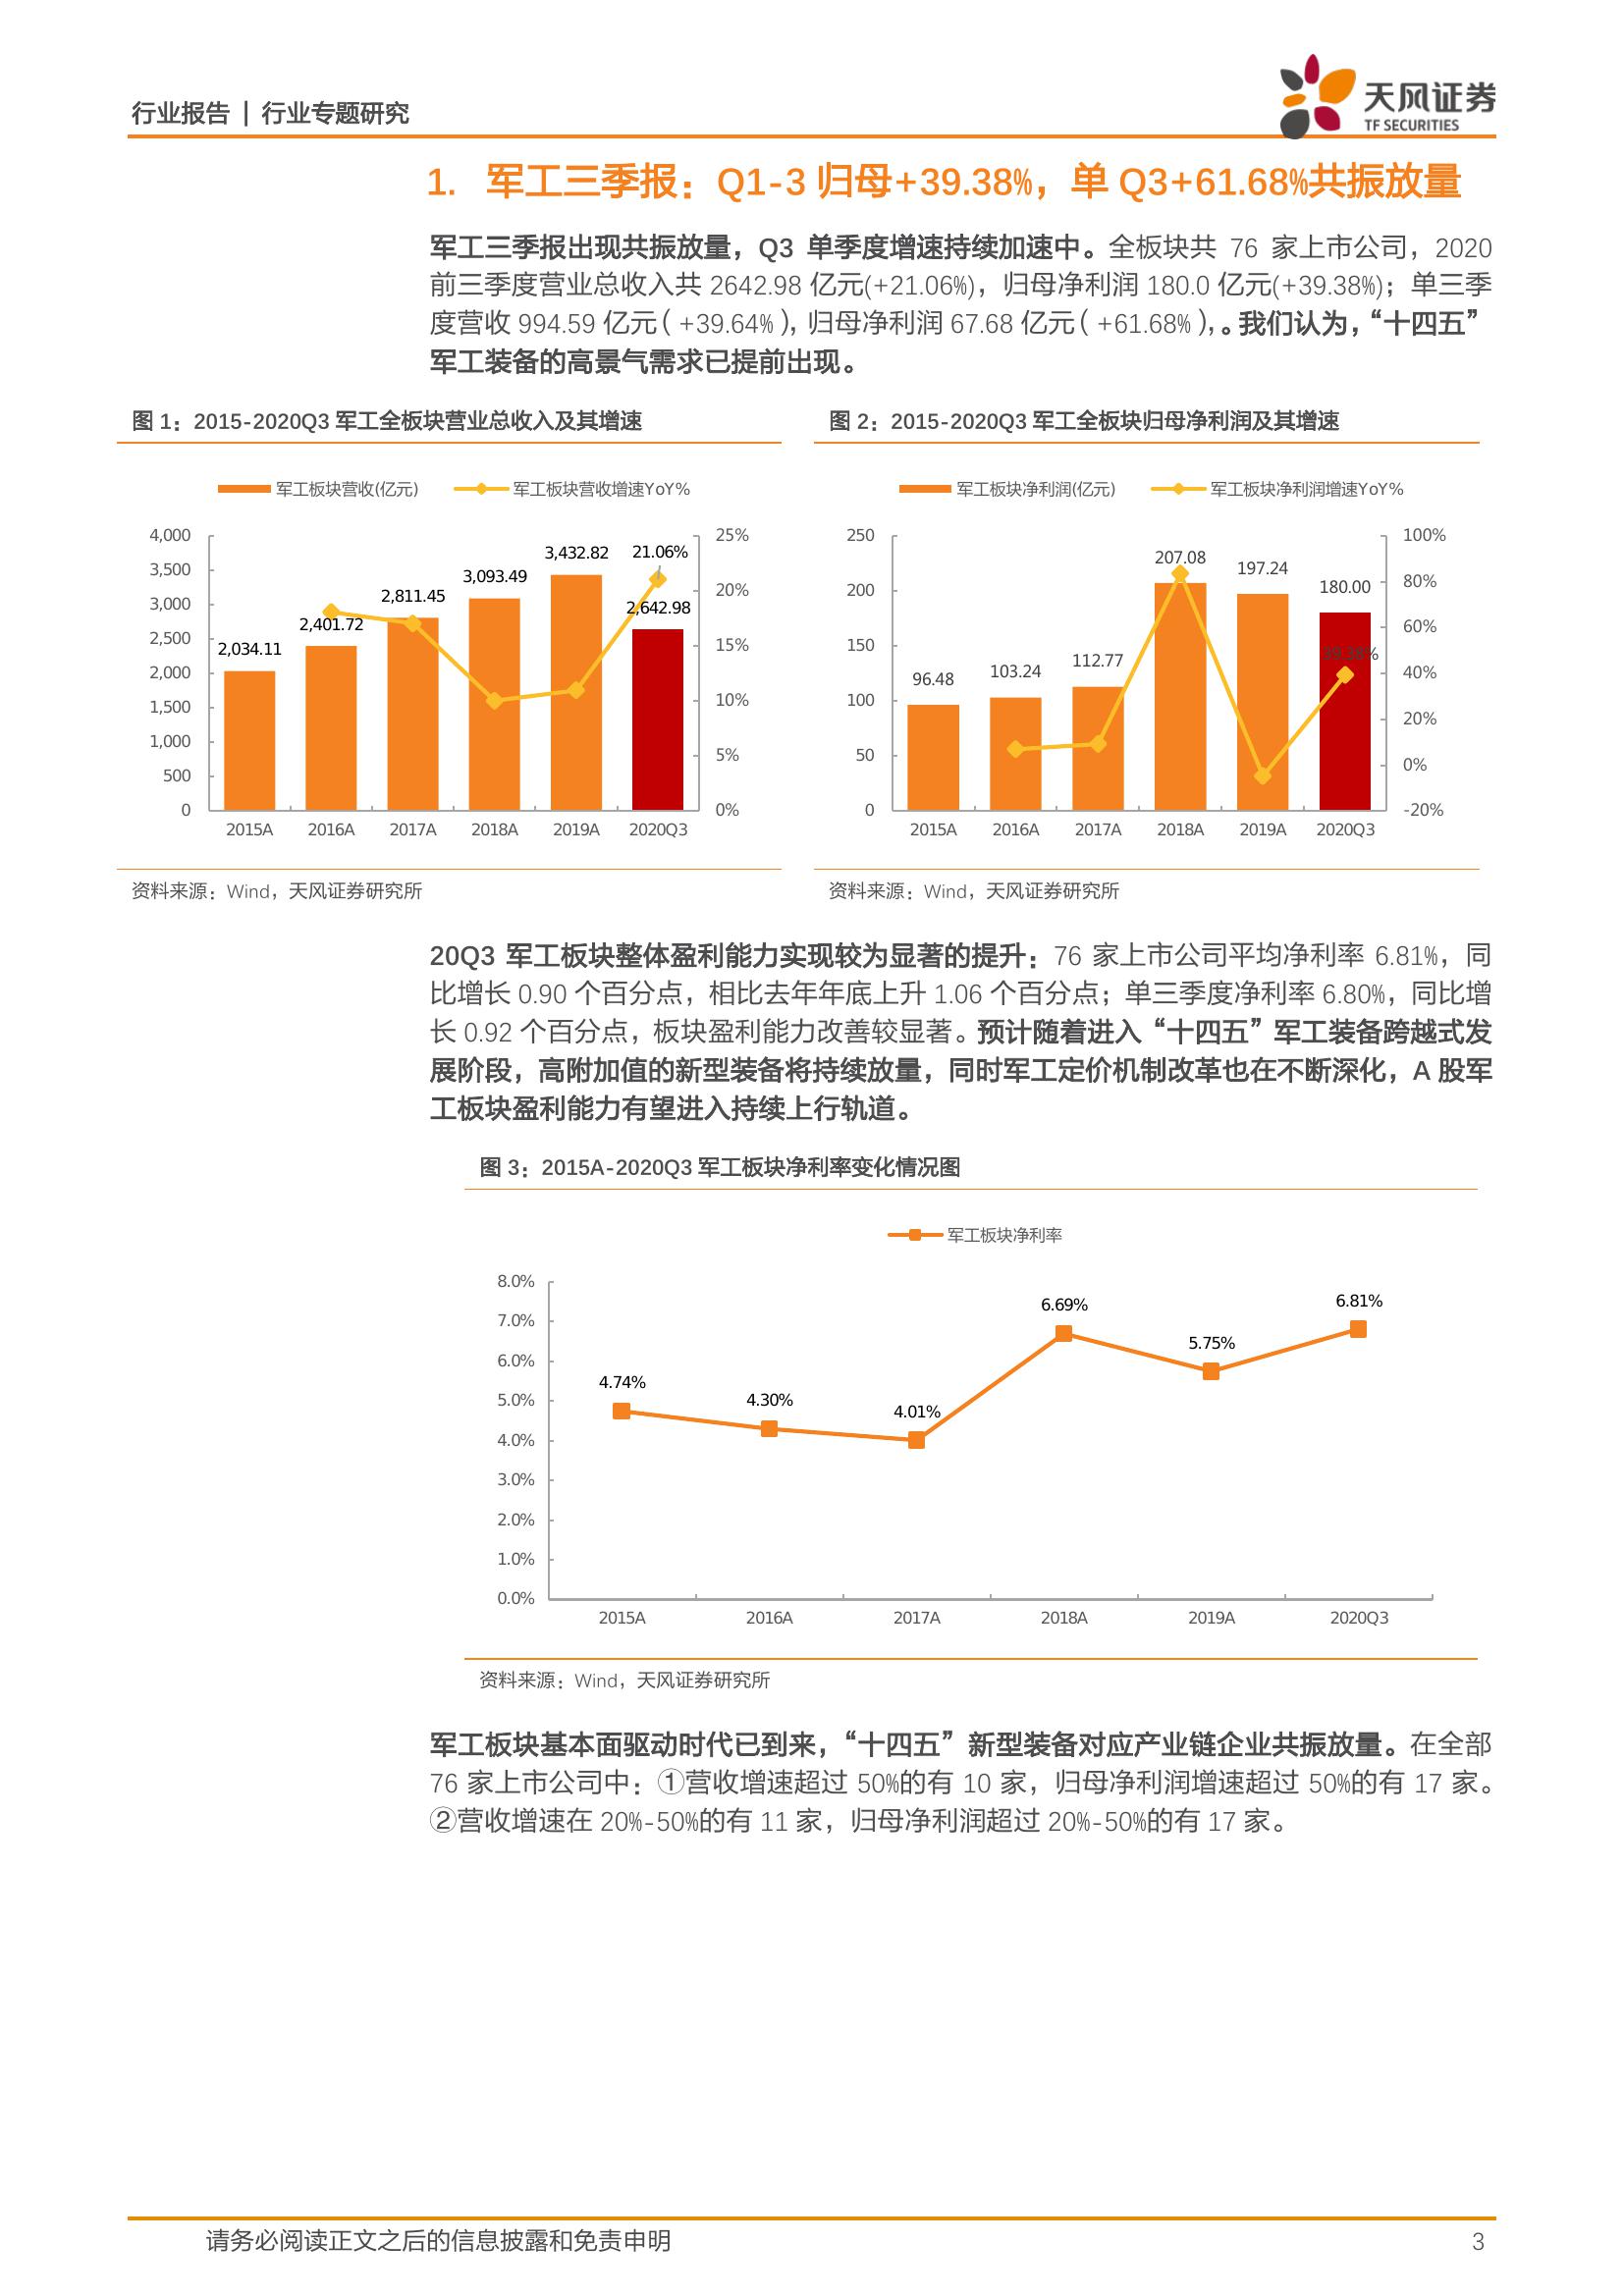 行业报告 | 行业专题研究
天风证券
TF SECURITIES
1. 军工三季报：Q1-3 归母+39.38%，单 Q3+61.68%共振放量
军工三季报出现共振放量，Q3 单季度增速持续加速中。全板块共 76 家上市公司，2020
前三季度营业总收入共 2642.98 亿元(+21.06%)，归母净利润 180.0 亿元(+39.38%)；单三季
度营收 994.59 亿元（+39.64%），归母净利润 67.68 亿元（+61.68%），。我们认为，“十四五”
军工装备的高景气需求已提前出现。
图 1：2015-2020Q3 军工全板块营业总收入及其增速
军工板块营收(亿元) 军工板块营收增速YoY%
4,000
3,500
3,000
2,500
2,000
1,500
1,000
500
0
25%
20%
15%
10%
5%
0%
2,034.11
2,401.72
2,811.45
3,093.49
3,432.82
2,642.98
21.06%
2015A 2016A 2017A 2018A 2019A 2020Q3
资料来源：Wind，天风证券研究所
图 2：2015-2020Q3 军工全板块归母净利润及其增速
军工板块净利润(亿元) 军工板块净利润增速YoY%
250
200
150
100
50
0
100%
80%
60%
40%
20%
0%
-20%
96.48
103.24
112.77
207.08
197.24
180.00
39.38%
2015A 2016A 2017A 2018A 2019A 2020Q3
资料来源：Wind，天风证券研究所
20Q3 军工板块整体盈利能力实现较为显著的提升：76 家上市公司平均净利率 6.81%，同
比增长 0.90 个百分点，相比去年年底上升 1.06 个百分点；单三季度净利率 6.80%，同比增
长 0.92 个百分点，板块盈利能力改善较显著。预计随着进入“十四五”军工装备跨越式发
展阶段，高附加值的新型装备将持续放量，同时军工定价机制改革也在不断深化，A 股军
工板块盈利能力有望进入持续上行轨道。
图 3：2015A-2020Q3 军工板块净利率变化情况图
军工板块净利率
8.0%
7.0%
6.0%
5.0%
4.0%
3.0%
2.0%
1.0%
0.0%
4.74%
4.30%
4.01%
6.69%
5.75%
6.81%
2015A 2016A 2017A 2018A 2019A 2020Q3
资料来源：Wind，天风证券研究所
军工板块基本面驱动时代已到来，“十四五”新型装备对应产业链企业共振放量。在全部
76 家上市公司中：①营收增速超过 50%的有 10 家，归母净利润增速超过 50%的有 17 家。
②营收增速在 20%-50%的有 11 家，归母净利润超过 20%-50%的有 17 家。
请务必阅读正文之后的信息披露和免责申明
3